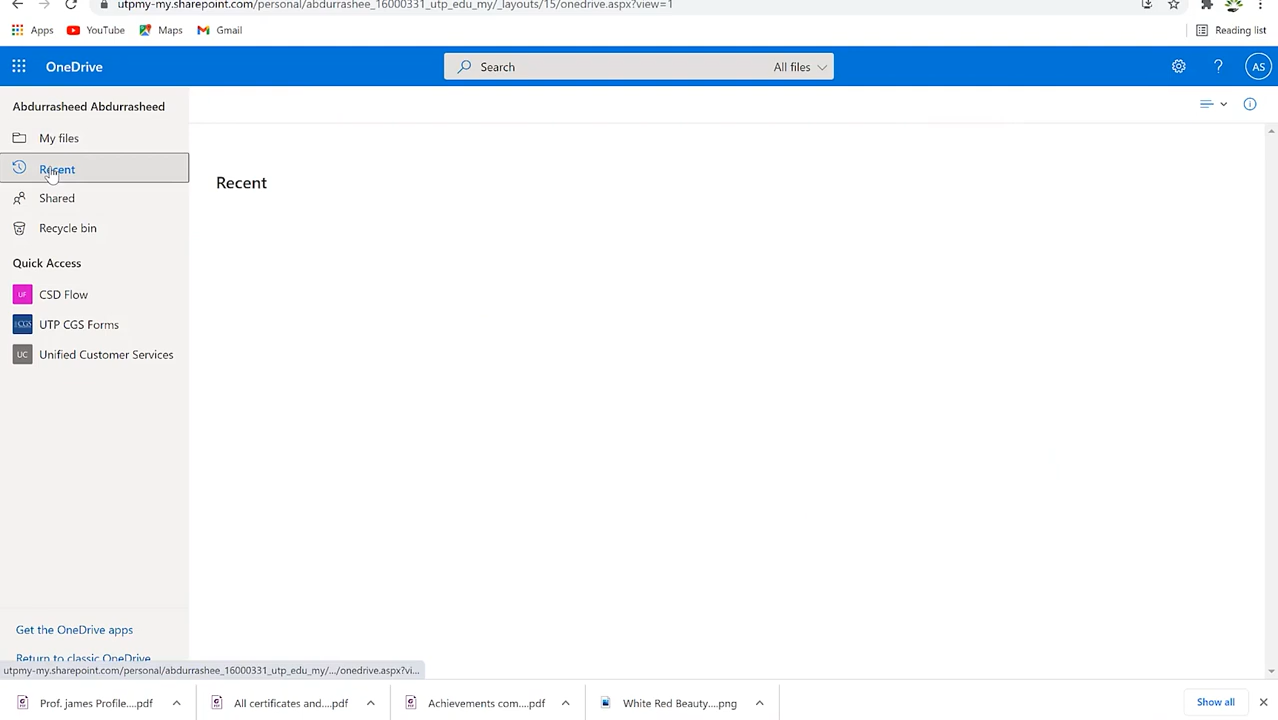 utpmy-my.sharepoint.com/personal/abdurrashee_16000331_utp_edu_my/_layouts/15/onedrive.aspx?view=1
Apps YouTube Maps Gmail Reading list
OneDrive Search All files ? AS
Abdurrasheed Abdurrasheed
My files
Recent
Recent
Shared
Recycle bin
Quick Access
UF CSD Flow
CGS UTP CGS Forms
UC Unified Customer Services
Get the OneDrive apps
Return to classic OneDrive
utpmy-my.sharepoint.com/personal/abdurrashee_16000331_utp_edu_my/.../onedrive.aspx?vi...
Prof. james Profile....pdf All certificates and....pdf Achievements com....pdf White Red Beauty....png Show all